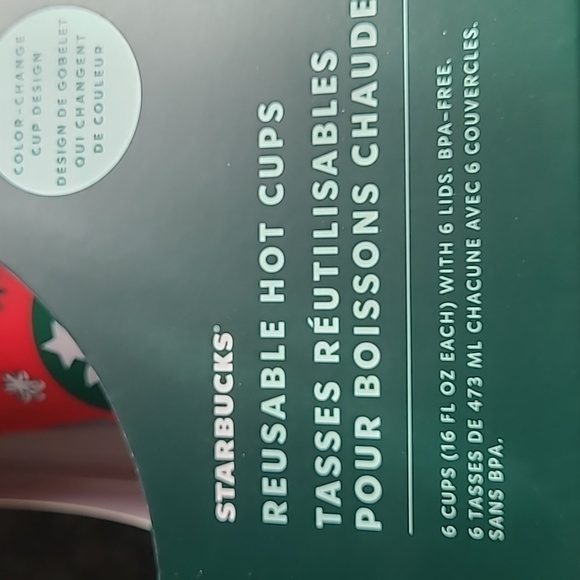 COLOR-CHANGE
CUP DESIGN
DESIGN DE GOBELET
QUI CHANGENT
DE COULEUR
STARBUCKS®
REUSABLE HOT CUPS
TASSES RÉUTILISABLES
POUR BOISSONS CHAUDE
6 CUPS (16 FL OZ EACH) WITH 6 LIDS. BPA-FREE.
6 TASSES DE 473 ML CHACUNE AVEC 6 COUVERCLES.
SANS BPA.